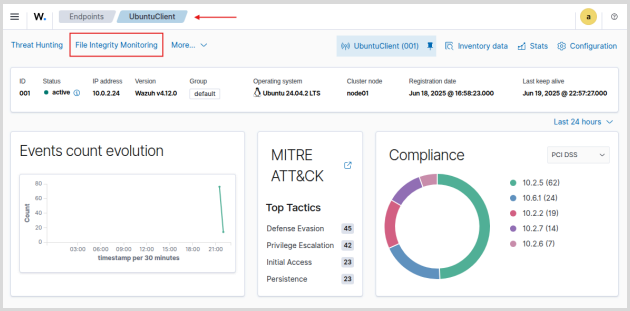 W. Endpoints UbuntuClient a
Threat Hunting File Integrity Monitoring More... UbuntuClient (001) Inventory data Stats Configuration
ID Status IP address Version Group Operating system Cluster node Registration date Last keep alive
001 active 10.0.2.24 Wazuh v4.12.0 default Ubuntu 24.04.2 LTS node01 Jun 18, 2025 @ 16:58:23.000 Jun 19, 2025 @ 22:57:27.000
Last 24 hours
Events count evolution
Count
80
60
40
20
0
03:00 06:00 09:00 12:00 15:00 18:00 21:00
timestamp per 30 minutes
MITRE
ATT&CK
Top Tactics
Defense Evasion 45
Privilege Escalation 42
Initial Access 23
Persistence 23
Compliance
PCI DSS
10.2.5 (62)
10.6.1 (24)
10.2.2 (19)
10.2.7 (14)
10.2.6 (7)